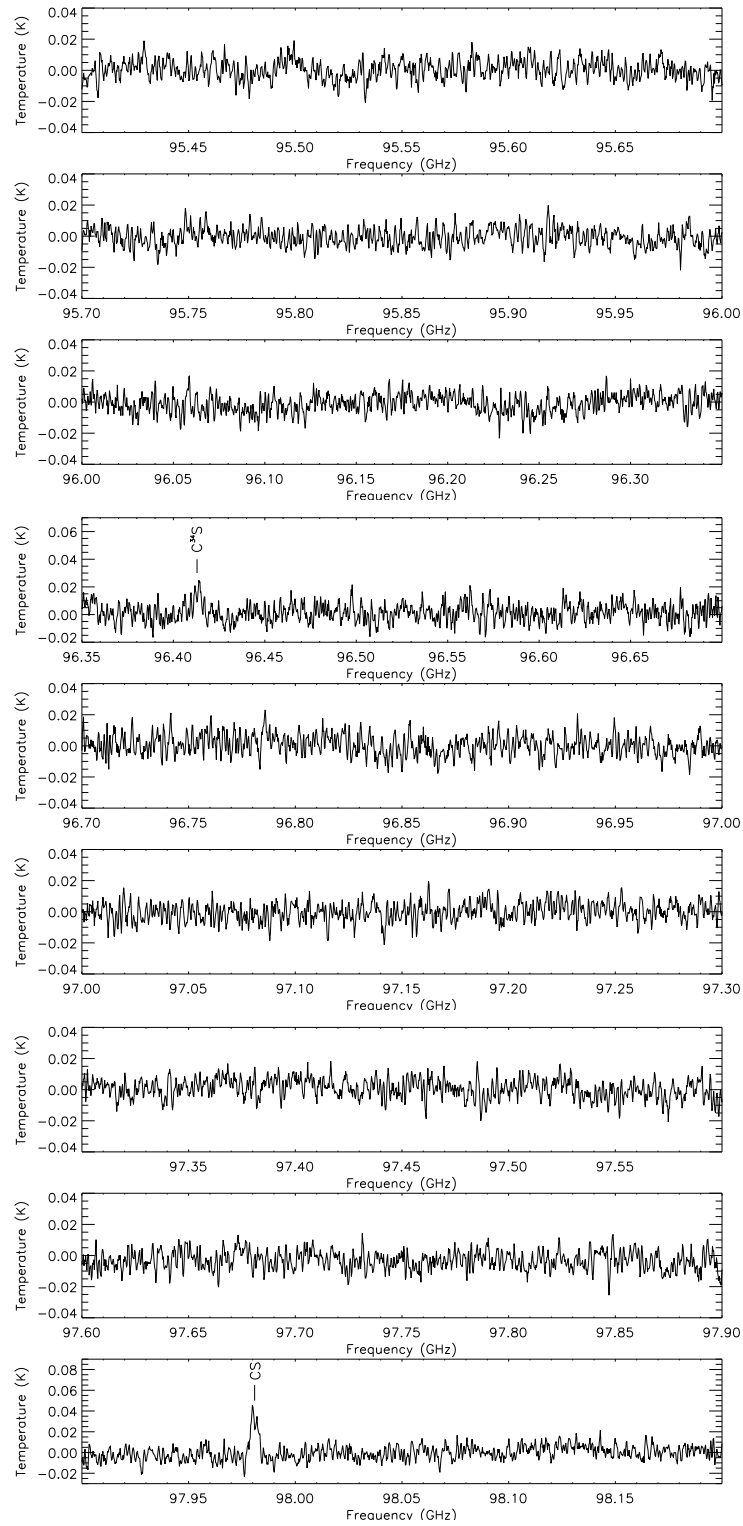 0.04
0.02
0.00
−0.02
−0.04
Temperature (K)
95.45 95.50 95.55 95.60 95.65
Frequency (GHz)
0.04
0.02
0.00
−0.02
−0.04
Temperature (K)
95.70 95.75 95.80 95.85 95.90 95.95 96.00
Frequency (GHz)
0.04
0.02
0.00
−0.02
−0.04
Temperature (K)
96.00 96.05 96.10 96.15 96.20 96.25 96.30
Frequency (GHz)
C³⁴S
0.06
0.04
0.02
0.00
−0.02
Temperature (K)
96.35 96.40 96.45 96.50 96.55 96.60 96.65
Frequency (GHz)
0.04
0.02
0.00
−0.02
−0.04
Temperature (K)
96.70 96.75 96.80 96.85 96.90 96.95 97.00
Frequency (GHz)
0.04
0.02
0.00
−0.02
−0.04
Temperature (K)
97.00 97.05 97.10 97.15 97.20 97.25 97.30
Frequency (GHz)
0.04
0.02
0.00
−0.02
−0.04
Temperature (K)
97.35 97.40 97.45 97.50 97.55
Frequency (GHz)
0.04
0.02
0.00
−0.02
−0.04
Temperature (K)
97.60 97.65 97.70 97.75 97.80 97.85 97.90
Frequency (GHz)
CS
0.08
0.06
0.04
0.02
0.00
−0.02
Temperature (K)
97.95 98.00 98.05 98.10 98.15
Frequency (GHz)